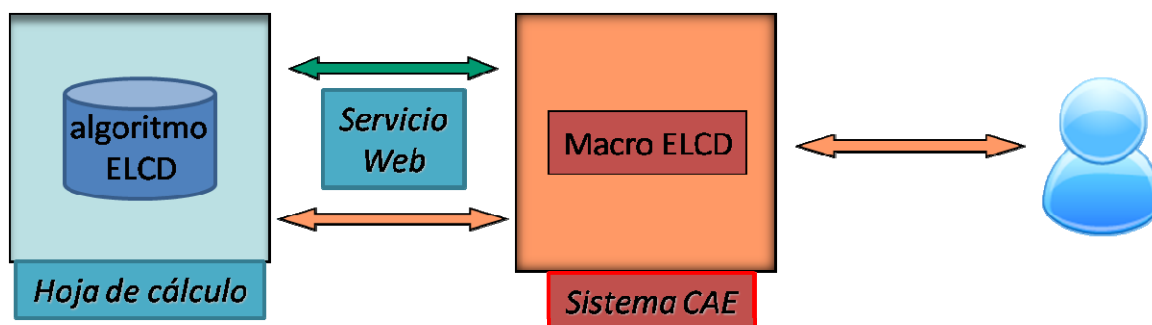 algoritmo
ELCD
Hoja de cálculo
Servicio
Web
Macro ELCD
Sistema CAE